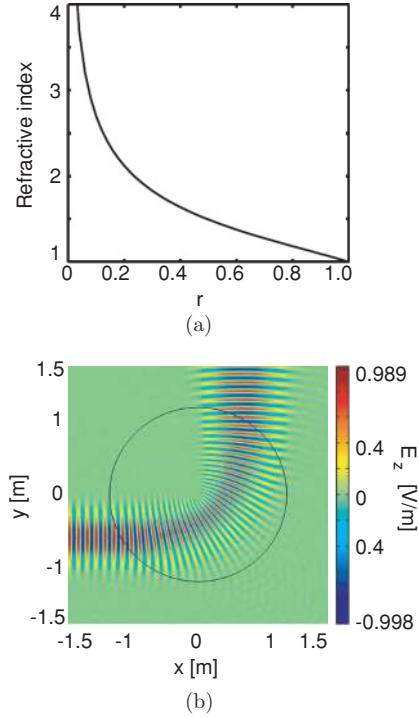 4
3
2
1
Refractive index
0 0.2 0.4 0.6 0.8 1.0
r
(a)
1.5
1
0
-1
-1.5
y [m]
-1.5 -1 0 1 1.5
x [m]
0.989
0.4
0
0.4
-0.998
E_z [V/m]
(b)